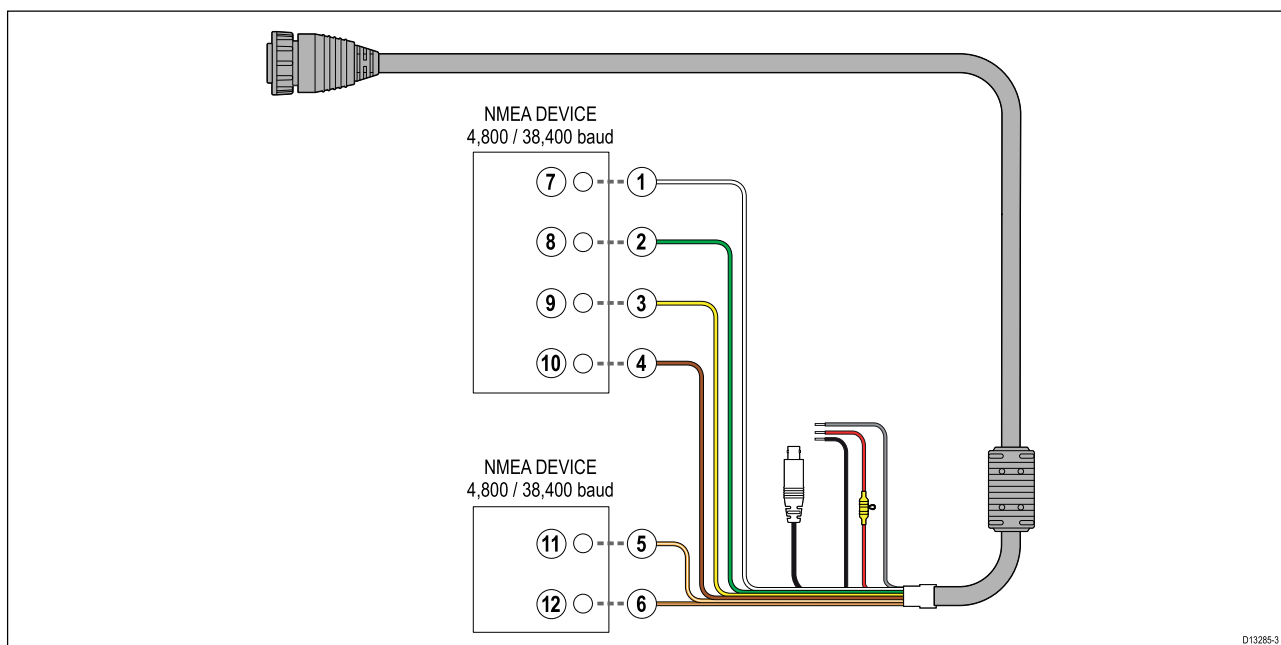 NMEA DEVICE
4,800 / 38,400 baud
7 1
8 2
9 3
10 4
NMEA DEVICE
4,800 / 38,400 baud
11 5
12 6
D13285-3